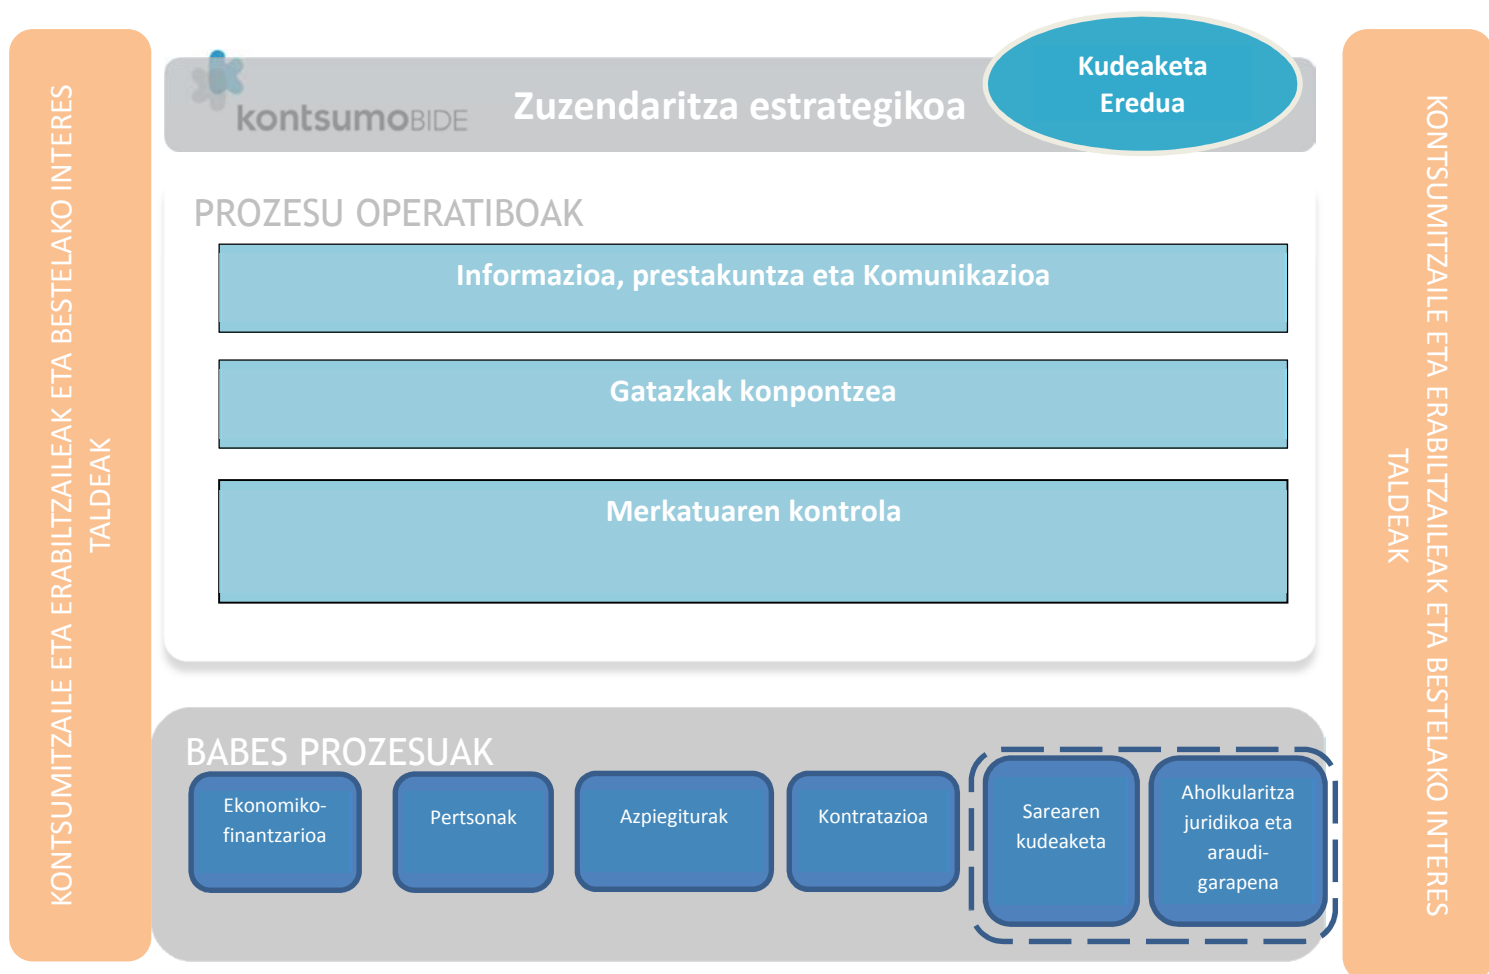 KONTSUMITZAILE ETA ERABILTZAILEAK ETA BESTELAKO INTERES
TALDEAK
kontsumoBIDE
Zuzendaritza estrategikoa
Kudeaketa
Eredua
PROZESU OPERATIBOAK
Informazioa, prestakuntza eta Komunikazioa
Gatazkak konpontzea
Merkatuaren kontrola
BABES PROZESUAK
Ekonomiko-
finantzarioa
Pertsonak
Azpiegiturak
Kontratazioa
Sarearen
kudeaketa
Aholkularitza
juridikoa eta
araudi-
garapena
KONTSUMITZAILE ETA ERABILTZAILEAK ETA BESTELAKO INTERES
TALDEAK